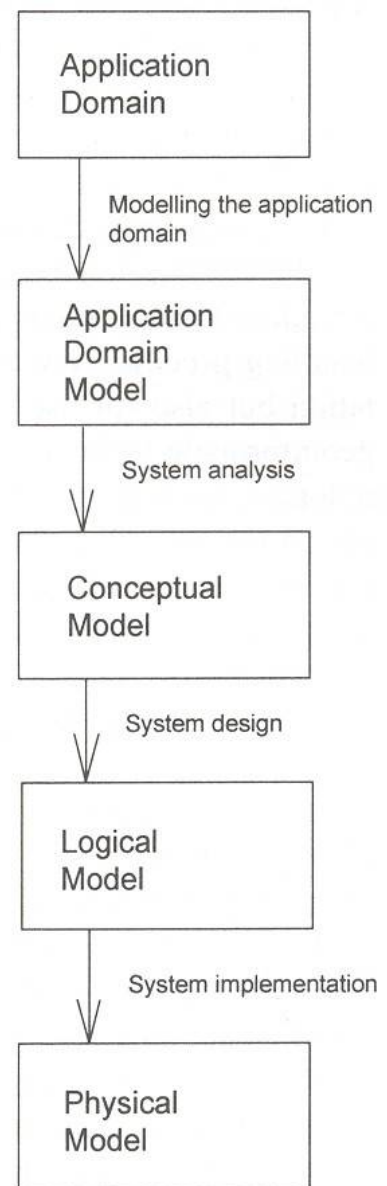 Application
Domain
Modelling the application
domain
Application
Domain
Model
System analysis
Conceptual
Model
System design
Logical
Model
System implementation
Physical
Model